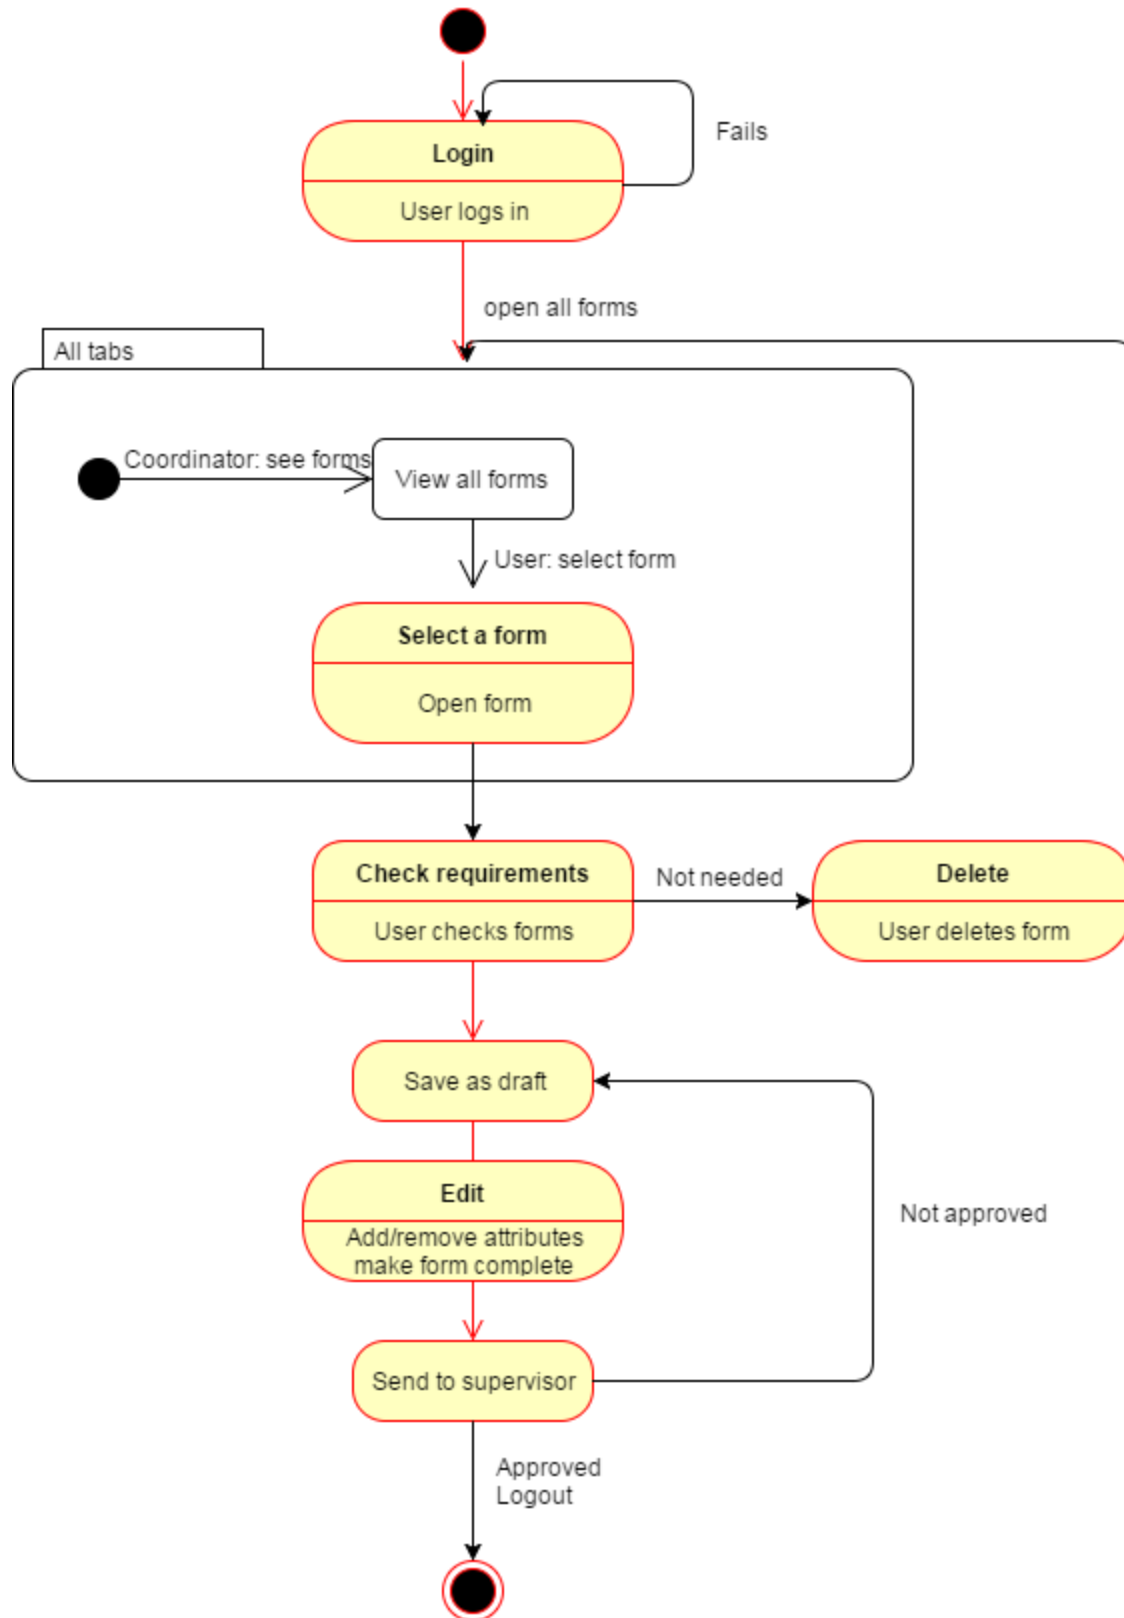 Fails
Login
User logs in
open all forms
All tabs
Coordinator: see forms
View all forms
User: select form
Select a form
Open form
Check requirements
User checks forms
Not needed
Delete
User deletes form
Save as draft
Edit
Add/remove attributes
make form complete
Not approved
Send to supervisor
Approved
Logout